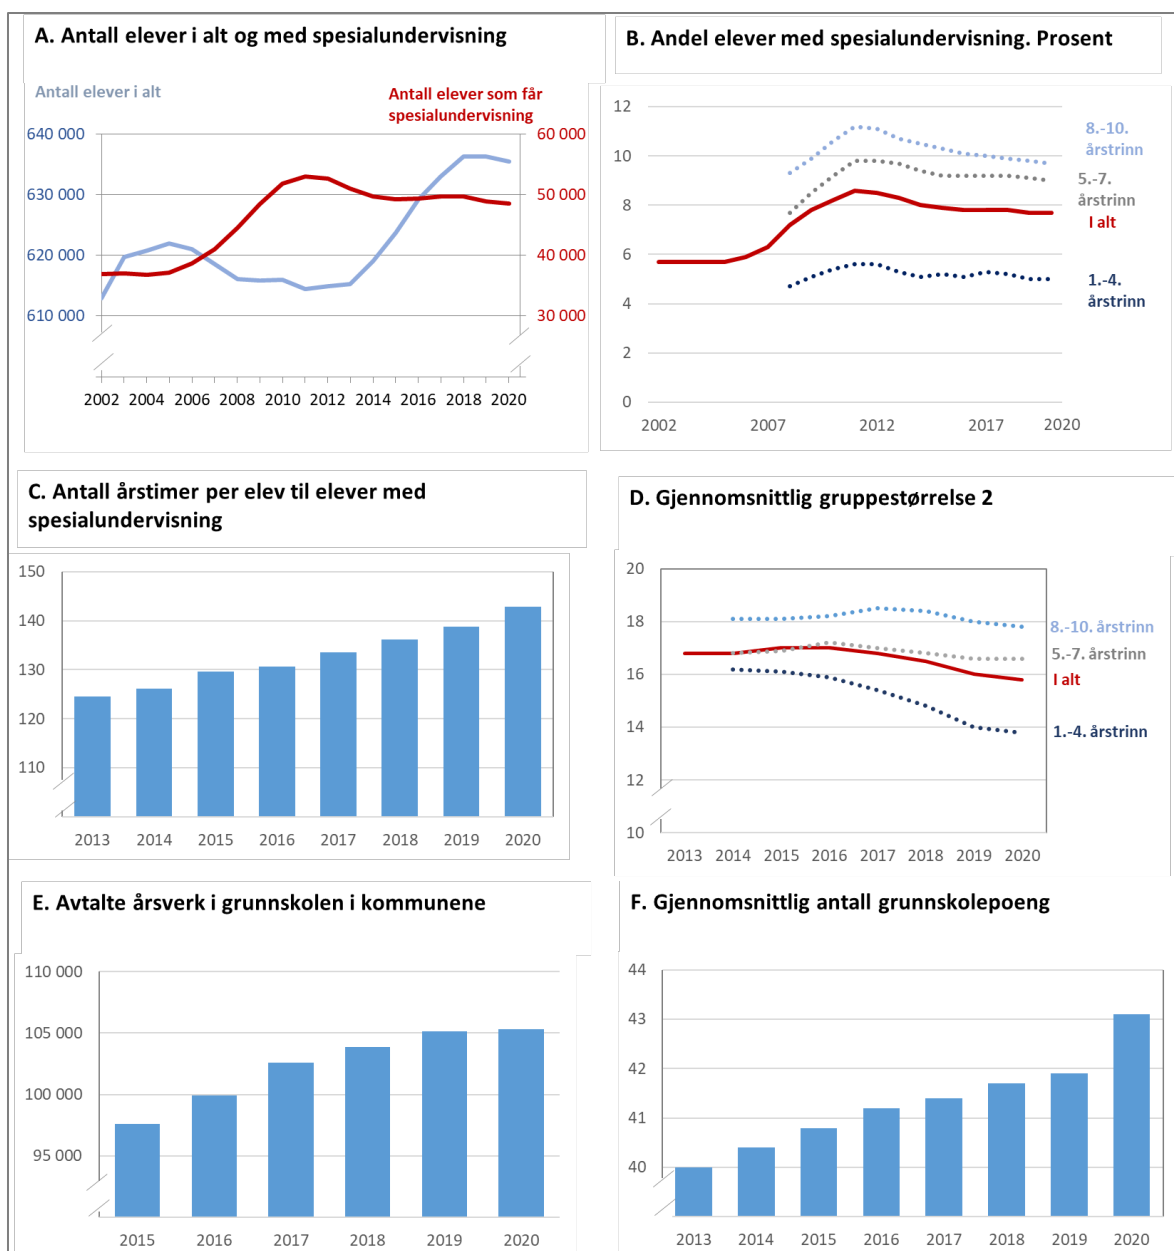 A. Antall elever i alt og med spesialundervisning
Antall elever i alt
Antall elever som får
spesialundervisning
640 000
630 000
620 000
610 000
60 000
50 000
40 000
30 000
2002 2004 2006 2008 2010 2012 2014 2016 2018 2020
B. Andel elever med spesialundervisning. Prosent
12
10
8
6
4
2
0
8.-10.
årstrinn
5.-7.
årstrinn
I alt
1.-4.
årstrinn
2002 2007 2012 2017 2020
C. Antall årstimer per elev til elever med
spesialundervisning
150
140
130
120
110
2013 2014 2015 2016 2017 2018 2019 2020
D. Gjennomsnittlig gruppestørrelse 2
20
18
16
14
12
10
8.-10. årstrinn
5.-7. årstrinn
I alt
1.-4. årstrinn
2013 2014 2015 2016 2017 2018 2019 2020
E. Avtalte årsverk i grunnskolen i kommunene
110 000
105 000
100 000
95 000
2015 2016 2017 2018 2019 2020
F. Gjennomsnittlig antall grunnskolepoeng
44
43
42
41
40
2013 2014 2015 2016 2017 2018 2019 2020